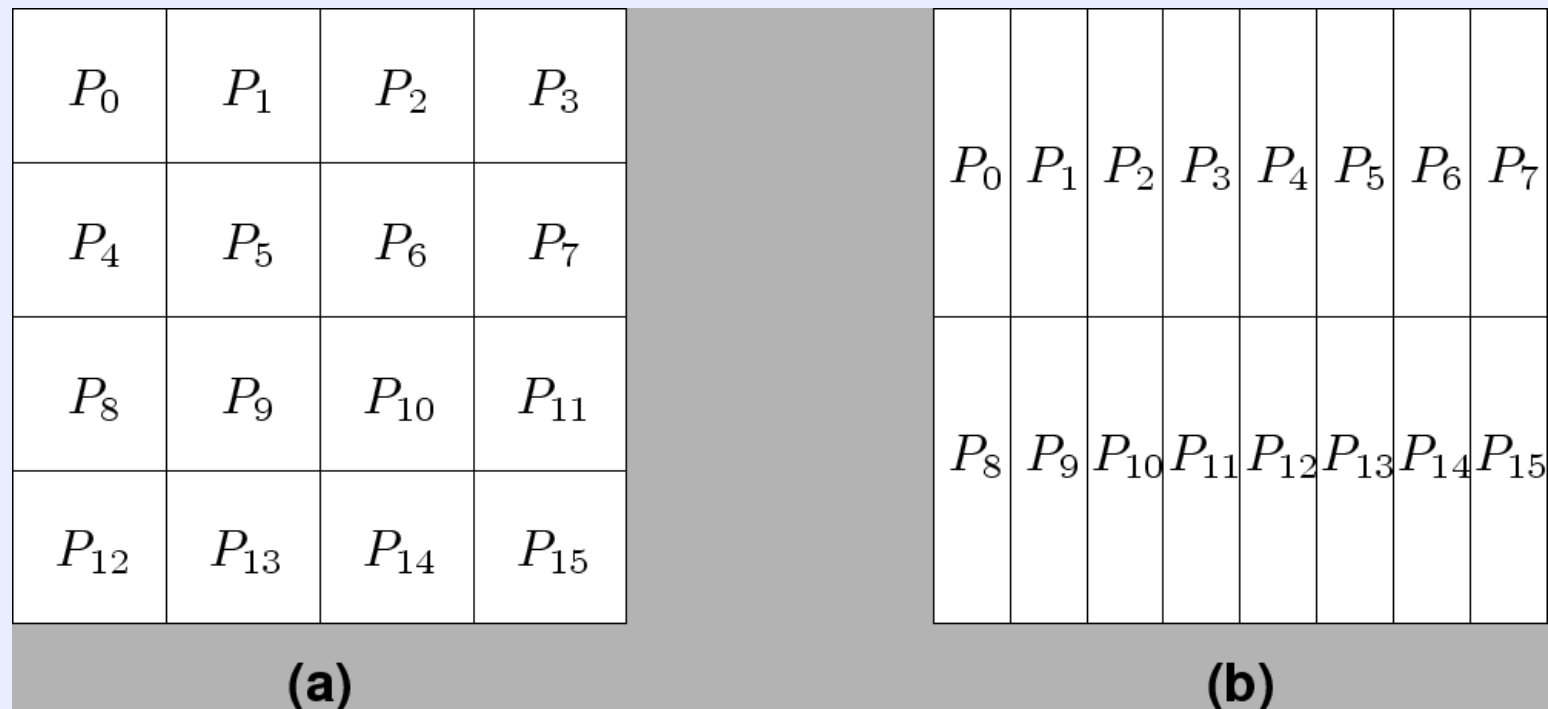 P0 P1 P2 P3
P4 P5 P6 P7
P8 P9 P10 P11
P12 P13 P14 P15
(a)
P0 P1 P2 P3 P4 P5 P6 P7
P8 P9 P10 P11 P12 P13 P14 P15
(b)